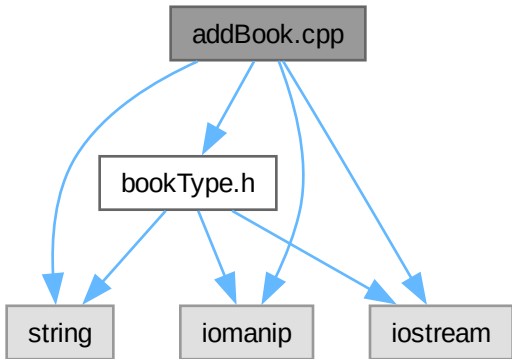 addBook.cpp
bookType.h
string
iomanip
iostream